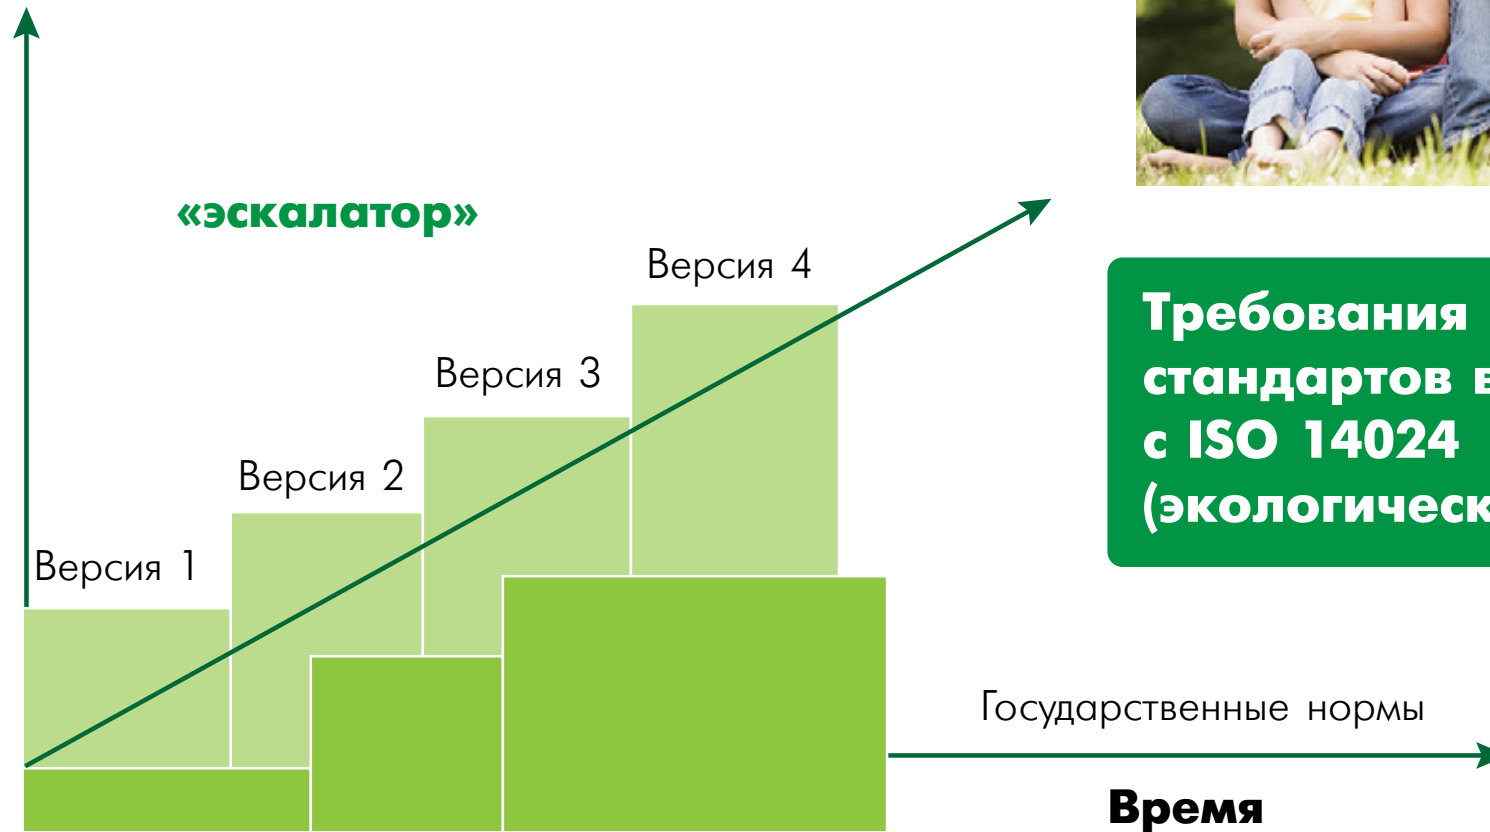 «эскалатор»
Версия 4
Версия 3
Версия 2
Версия 1
Требования
стандартов
с ISO 14024
Государственные нормы
Время